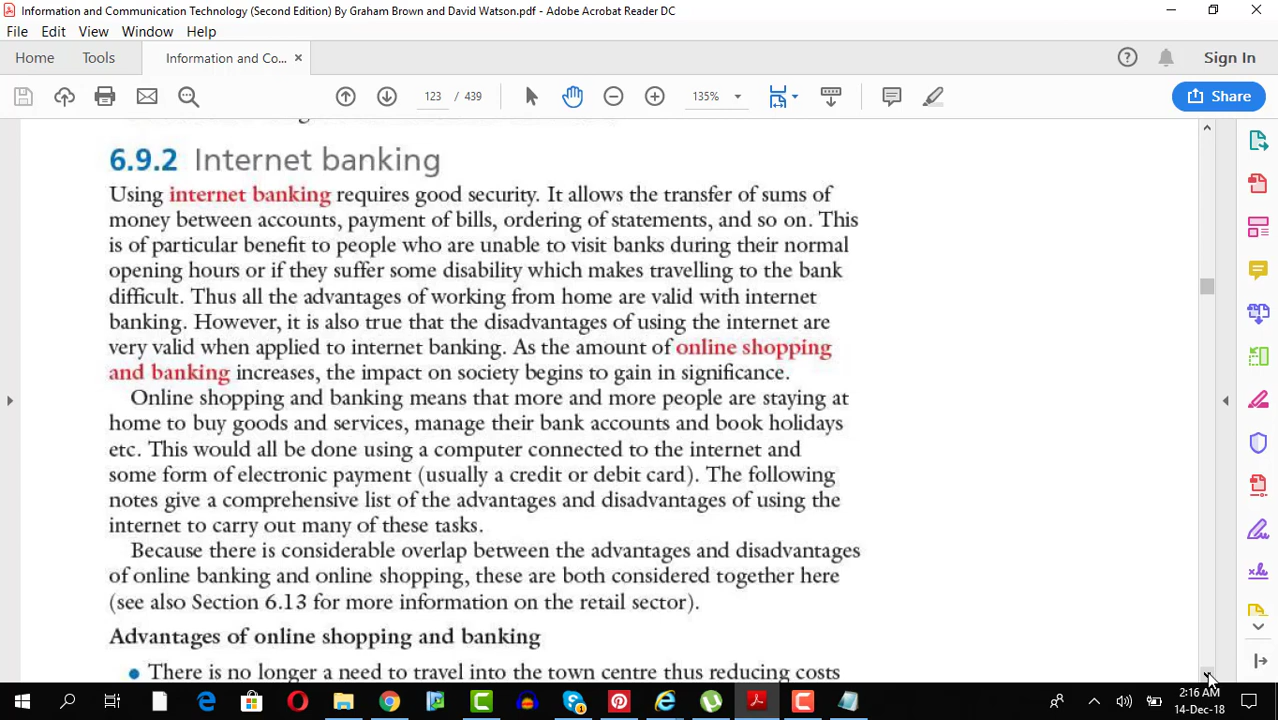 Information and Communication Technology (Second Edition) By Graham Brown and David Watson.pdf - Adobe Acrobat Reader DC
File Edit View Window Help
Home Tools Information and Co... ×
Sign In
123 / 439
135%
Share
6.9.2 Internet banking
Using internet banking requires good security. It allows the transfer of sums of
money between accounts, payment of bills, ordering of statements, and so on. This
is of particular benefit to people who are unable to visit banks during their normal
opening hours or if they suffer some disability which makes travelling to the bank
difficult. Thus all the advantages of working from home are valid with internet
banking. However, it is also true that the disadvantages of using the internet are
very valid when applied to internet banking. As the amount of online shopping
and banking increases, the impact on society begins to gain in significance.
Online shopping and banking means that more and more people are staying at
home to buy goods and services, manage their bank accounts and book holidays
etc. This would all be done using a computer connected to the internet and
some form of electronic payment (usually a credit or debit card). The following
notes give a comprehensive list of the advantages and disadvantages of using the
internet to carry out many of these tasks.
Because there is considerable overlap between the advantages and disadvantages
of online banking and online shopping, these are both considered together here
(see also Section 6.13 for more information on the retail sector).
Advantages of online shopping and banking
• There is no longer a need to travel into the town centre thus reducing costs
2:16 AM
14-Dec-18